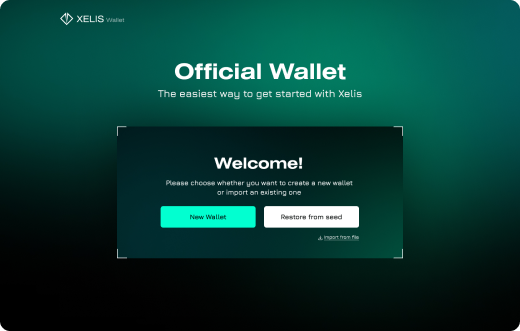 XELIS Wallet
Official Wallet
The easiest way to get started with Xelis
Welcome!
Please choose whether you want to create a new wallet
or import an existing one
New Wallet
Restore from seed
Import from file